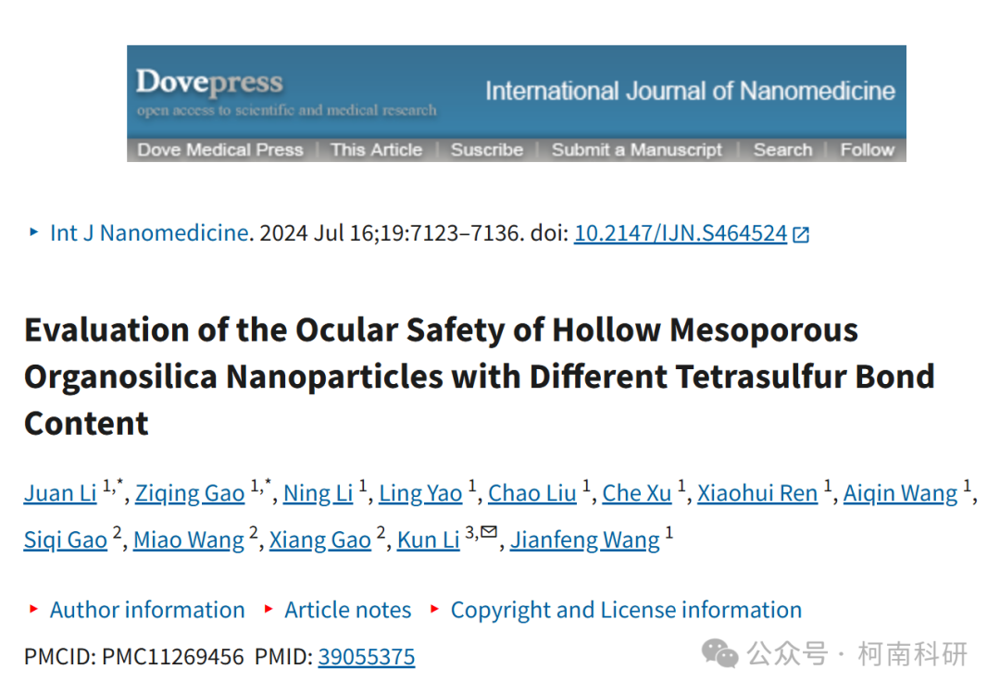 Dovepress
open access to scientific and medical research
International Journal of Nanomedicine
Dove Medical Press | This Article | Suscribe | Submit a Manuscript | Search | Follow
Int J Nanomedicine. 2024 Jul 16;19:7123–7136. doi: 10.2147/IJN.S464524
Evaluation of the Ocular Safety of Hollow Mesoporous
Organosilica Nanoparticles with Different Tetrasulfur Bond
Content
Juan Li 1,*, Ziqing Gao 1,*, Ning Li 1, Ling Yao 1, Chao Liu 1, Che Xu 1, Xiaohui Ren 1, Aiqin Wang 1,
Siqi Gao 2, Miao Wang 2, Xiang Gao 2, Kun Li 3,✉, Jianfeng Wang 1
Author information Article notes Copyright and License information
PMCID: PMC11269456 PMID: 39055375
公众号 · 柯南科研